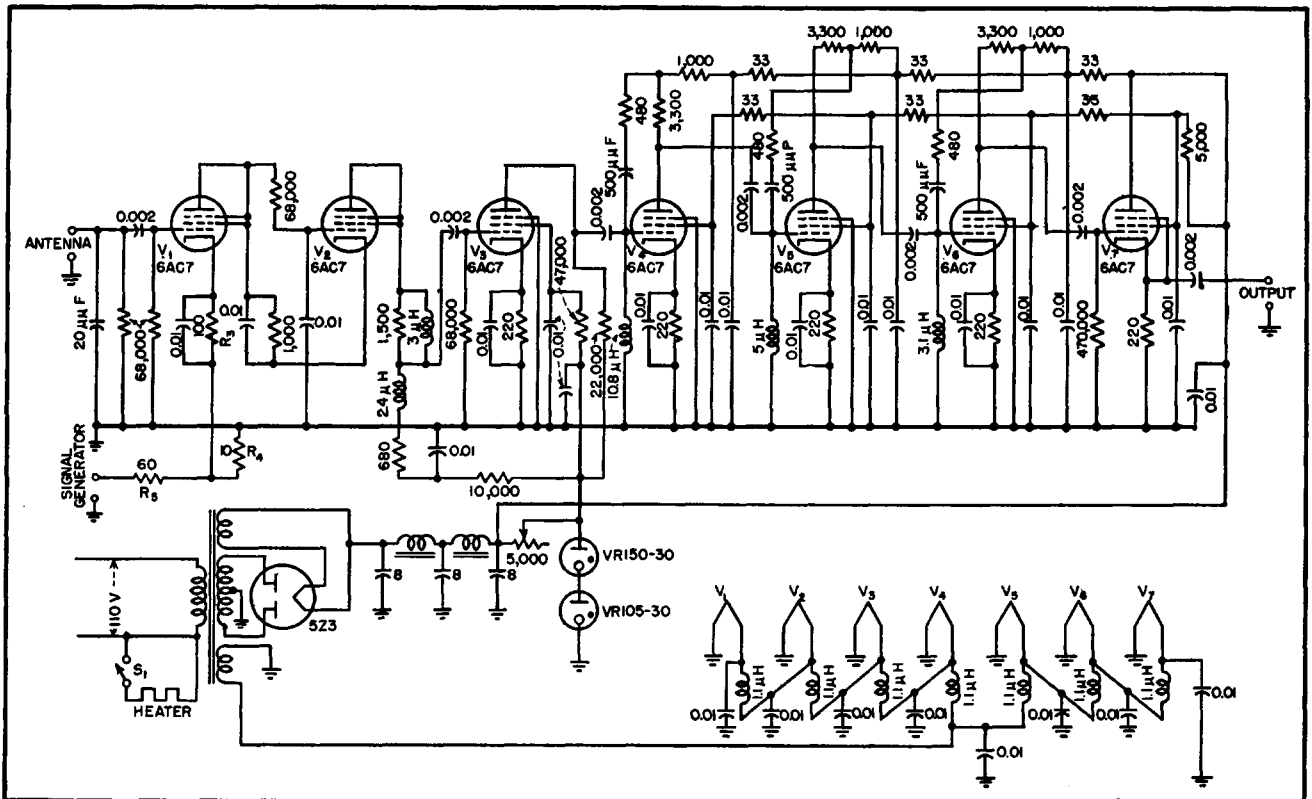 3,300 1,000
3,300 1,000
1,000
33
33
33
480
3,300
33
33
35
480
480
5,000
500 μμF
500 μμF
500 μμF
68,000
0.002
0.002
0.002
0.002
0.002
0.002
0.002
ANTENNA
V1
6AC7
V2
6AC7
V3
6AC7
V4
6AC7
V5
6AC7
V6
6AC7
V7
6AC7
OUTPUT
20 μμF
68,000
0.01
100
R3
0.01
1,000
0.01
1,500
3 μH
2.4 μH
68,000
0.01
220
0.01
47,000
22,000
10.8 μH
0.01
220
0.01
0.01
5 μH
0.01
220
0.01
0.01
3.1 μH
0.01
220
0.01
0.01
470,000
220
0.01
0.01
SIGNAL GENERATOR
60
R5
10
R4
680
0.01
10,000
110 V
S1
HEATER
5Z3
8
8
8
5,000
VR150-30
VR105-30
V1
V2
V3
V4
V5
V6
V7
1.1 μH
1.1 μH
1.1 μH
1.1 μH
1.1 μH
1.1 μH
1.1 μH
0.01
0.01
0.01
0.01
0.01
0.01
0.01
0.01